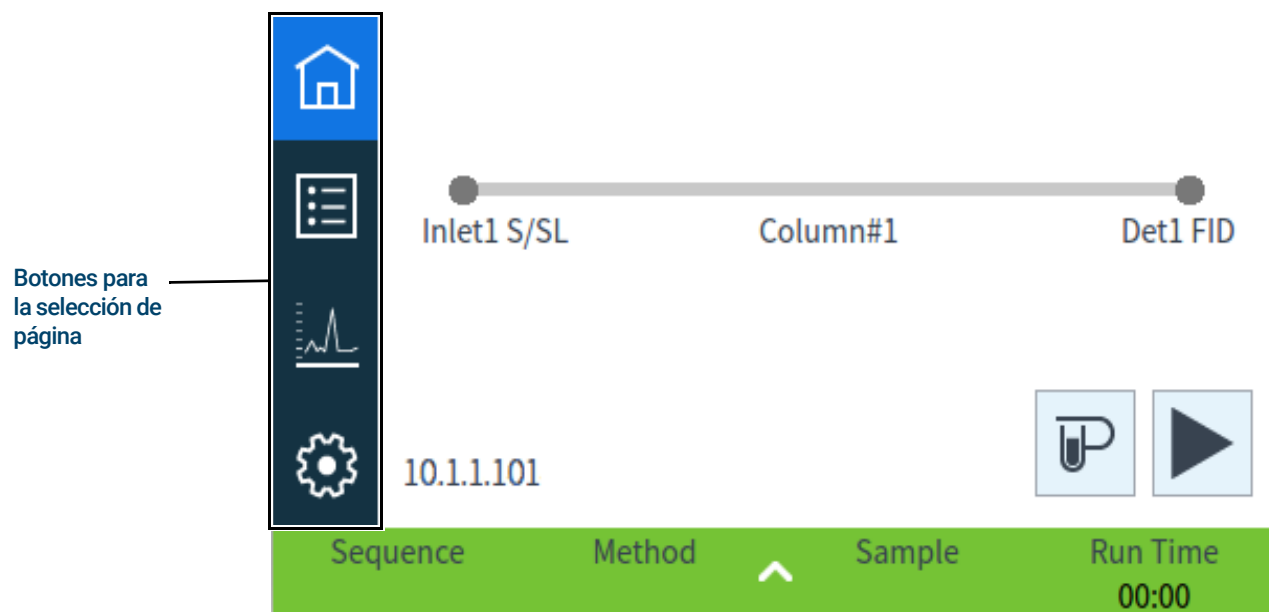 Botones para
la selección de
página
Inlet1 S/SL Column#1 Det1 FID
10.1.1.101
Sequence Method Sample Run Time
00:00